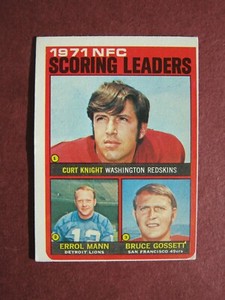 1971 NFC
SCORING LEADERS
CURT KNIGHT WASHINGTON REDSKINS
ERROL MANN
DETROIT LIONS
BRUCE GOSSETT
SAN FRANCISCO 49ers